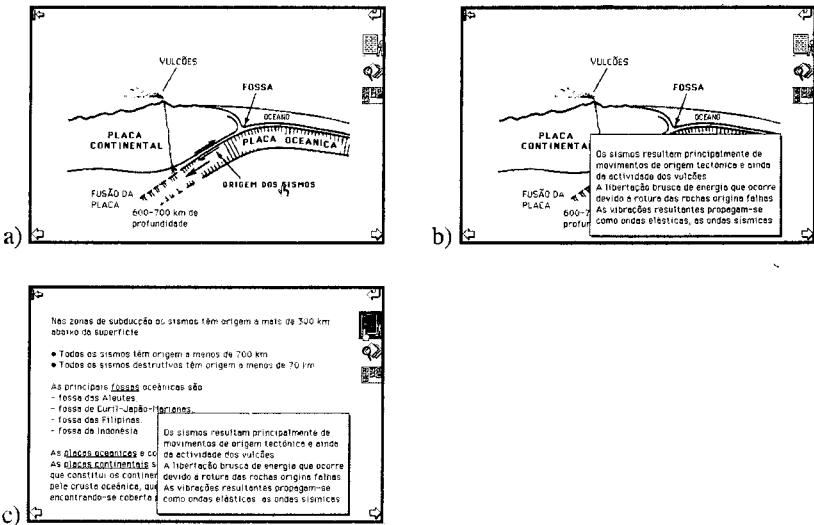 VULCÕES
FOSSA
OCEANO
PLACA
CONTINENTAL
PLACA OCEANICA
ORIGEM DOS SISMOS
FUSÃO DA
PLACA
600-700 km de
profundidade
a)
VULCÕES
FOSSA
OCEANO
PLACA
CONTINENTAL
FUSÃO DA
PLACA
600-7
profun
Os sismos resultam principalmente de
movimentos de origem tectónica e ainda
da actividade dos vulcões
A libertação brusca de energia que ocorre
devido á rotura das rochas origina falhas
As vibrações resultantes propagam-se
como ondas elásticas, as ondas sísmicas
b)
Nas zonas de subducção os sismos têm origem a mais de 300 km
abaixo da superfície
● Todos os sismos têm origem a menos de 700 km
● Todos os sismos destrutivos têm origem a menos de 70 km
As principais fossas oceânicas são
- fossa das Aleutes,
- fossa de Curil-Japão-Marianas,
- fossa das Filipinas,
- fossa da Indonésia
As placas oceanicas e co
As placas continentais s
que constitui os continen
pela crusta oceânica, que
encontrando-se coberta
Os sismos resultam principalmente de
movimentos de origem tectónica e ainda
da actividade dos vulcões
A libertação brusca de energia que ocorre
devido á rotura das rochas origina falhas
As vibrações resultantes propagam-se
como ondas elásticas as ondas sísmicas
c)